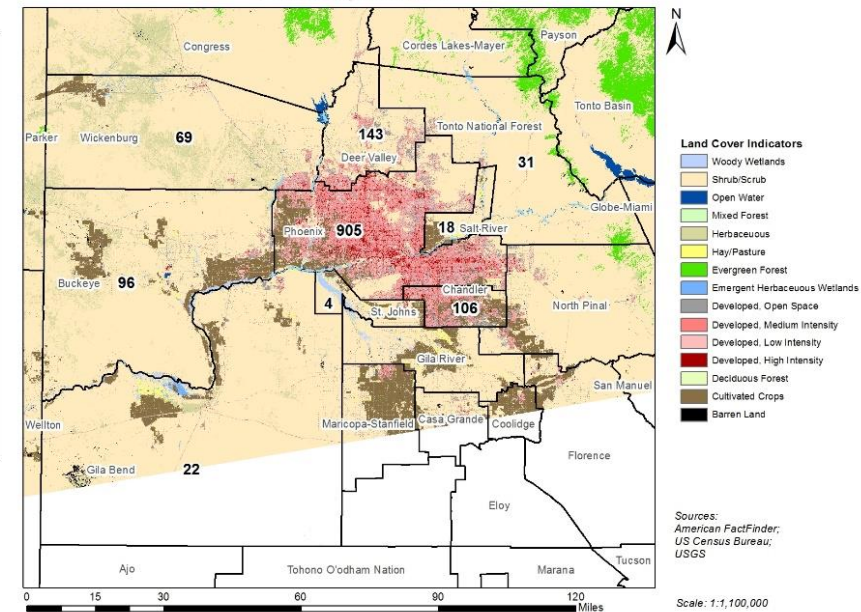 N
Congress
Cordes Lakes-Mayer
Payson
Parker
Wickenburg
69
143
Deer Valley
Tonto National Forest
31
Tonto Basin
Globe-Miami
Phoenix
905
18
Salt-River
Buckeye
96
4
St. Johns
Chandler
106
North Pinal
Gila River
San Manuel
Wellton
Maricopa-Stanfield
Casa Grande
Coolidge
Gila Bend
22
Florence
Eloy
Ajo
Tohono O'odham Nation
Marana
Tucson
Land Cover Indicators
Woody Wetlands
Shrub/Scrub
Open Water
Mixed Forest
Herbaceous
Hay/Pasture
Evergreen Forest
Emergent Herbaceous Wetlands
Developed, Open Space
Developed, Medium Intensity
Developed, Low Intensity
Developed, High Intensity
Deciduous Forest
Cultivated Crops
Barren Land
Sources:
American FactFinder;
US Census Bureau;
USGS
Scale: 1:1,100,000
0 15 30 60 90 120
Miles